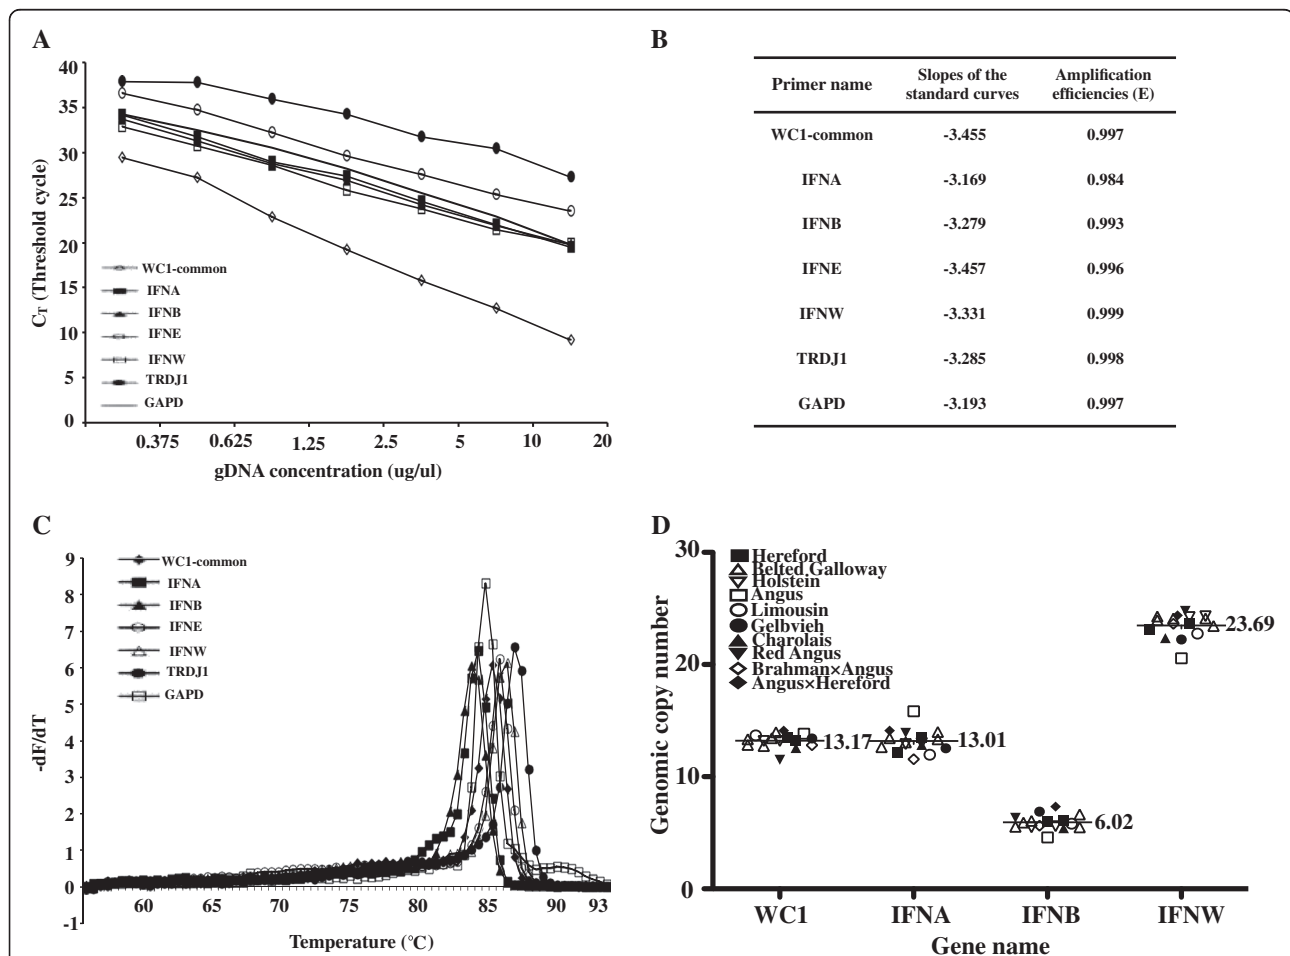 A
40
35
30
25
20
15
10
5
0
C_T (Threshold cycle)
WC1-common
IFNA
IFNB
IFNE
IFNW
TRDJ1
GAPD
0.375 0.625 1.25 2.5 5 10 20
gDNA concentration (ug/ul)
B
Primer name Slopes of the standard curves Amplification efficiencies (E)
WC1-common -3.455 0.997
IFNA -3.169 0.984
IFNB -3.279 0.993
IFNE -3.457 0.996
IFNW -3.331 0.999
TRDJ1 -3.285 0.998
GAPD -3.193 0.997
C
9
8
7
6
5
4
3
2
1
0
-1
-dF/dT
WC1-common
IFNA
IFNB
IFNE
IFNW
TRDJ1
GAPD
60 65 70 75 80 85 90 93
Temperature (°C)
D
30
20
10
0
Genomic copy number
Hereford
Belted Galloway
Holstein
Angus
Limousin
Gelbvieh
Charolais
Red Angus
Brahman×Angus
Angus×Hereford
13.17
13.01
6.02
23.69
WC1 IFNA IFNB IFNW
Gene name